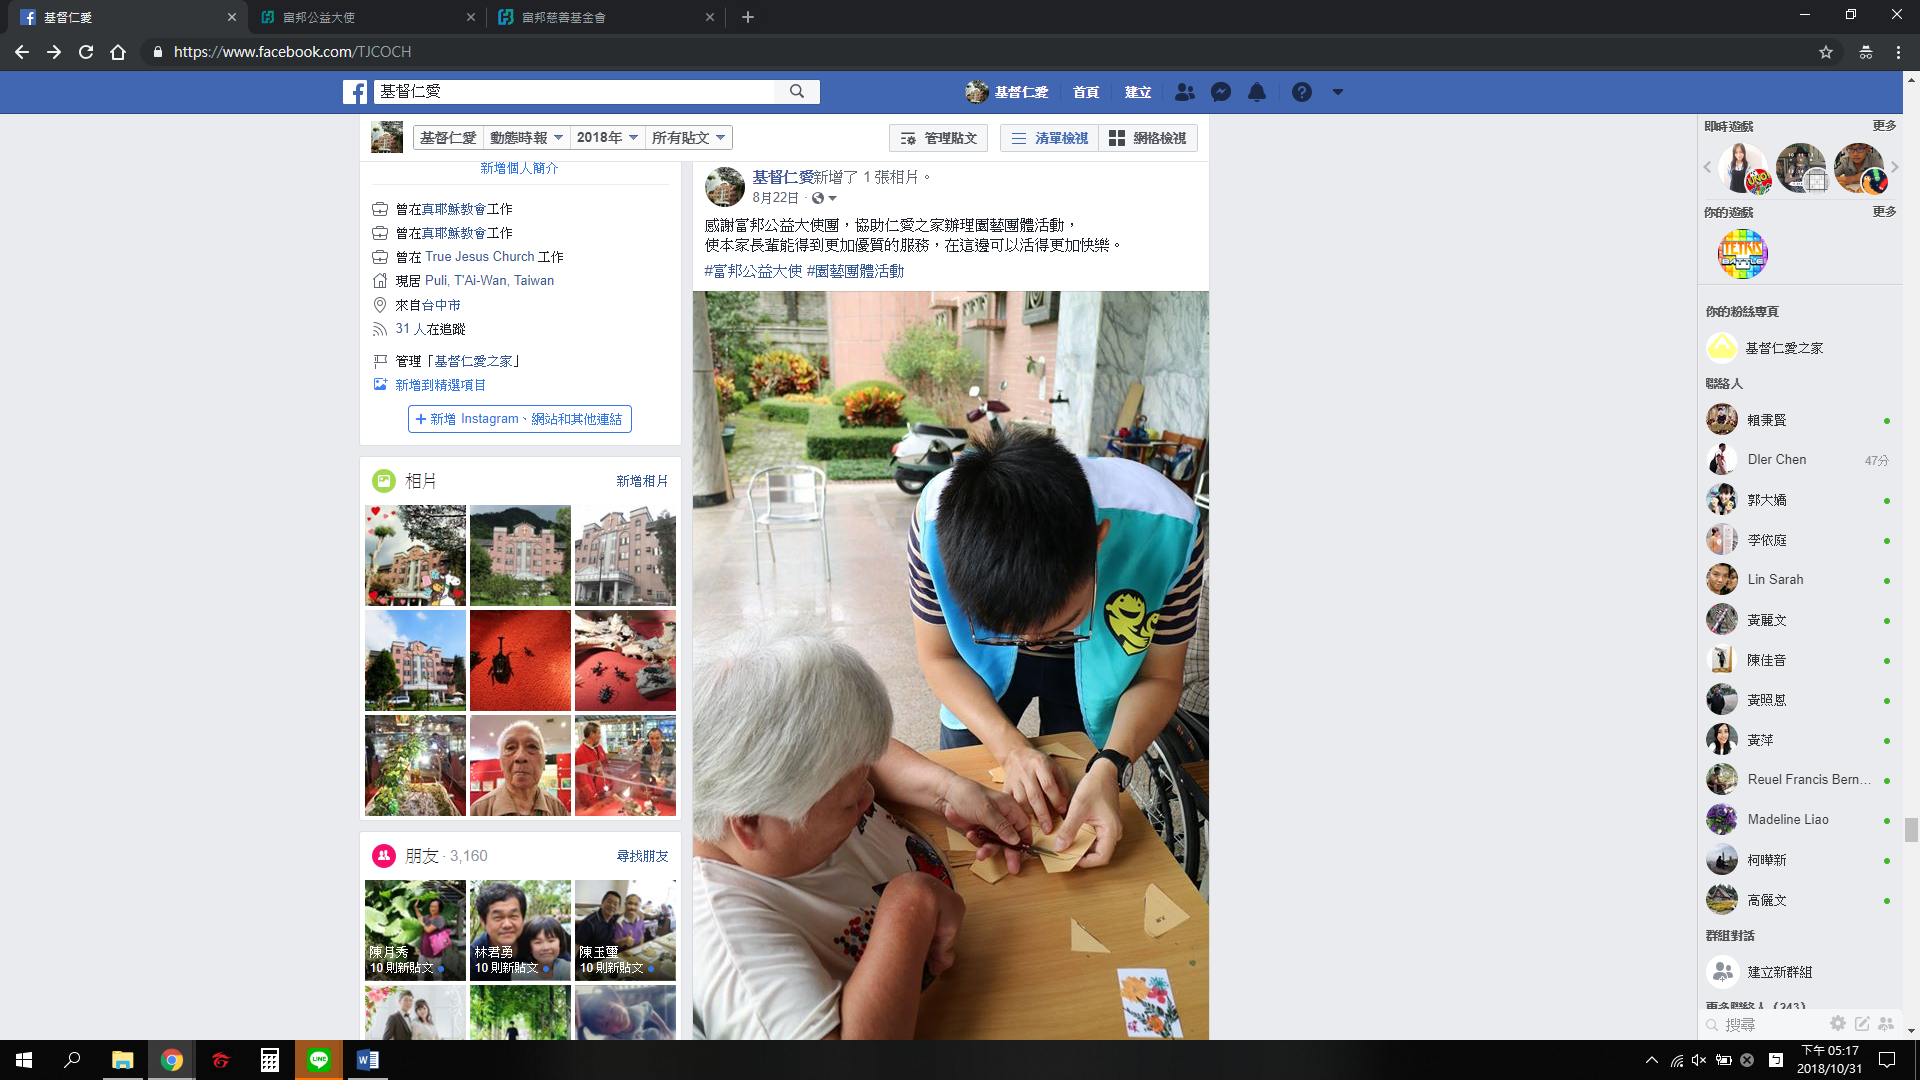 基督仁愛
富邦公益大使
富邦慈善基金會
https://www.facebook.com/TJCOCH
基督仁愛
基督仁愛 首頁 建立
基督仁愛 動態時報 2018年 所有貼文
管理貼文 清單檢視 網格檢視
新增個人簡介
曾在真耶穌教會工作
曾在真耶穌教會工作
曾在 True Jesus Church 工作
現居 Puli, T'Ai-Wan, Taiwan
來自台中市
31 人在追蹤
管理「基督仁愛之家」
新增到精選項目
+ 新增 Instagram、網站和其他連結
相片 新增相片
朋友 · 3,160 尋找朋友
陳月秀
10 則新貼文
林君勇
10 則新貼文
陳玉璽
10 則新貼文
基督仁愛新增了 1 張相片。
8月22日 ·
感謝富邦公益大使團，協助仁愛之家辦理園藝團體活動，
使本家長輩能得到更加優質的服務，在這邊可以活得更加快樂。
#富邦公益大使 #園藝團體活動
即時遊戲 更多
UNO
你的遊戲 更多
TETRIS
BATTLE
你的粉絲專頁
基督仁愛之家
聯絡人
賴秉賢
Dler Chen 47分
郭大嬌
李依庭
Lin Sarah
黃麗文
陳佳音
黃照恩
黃萍
Reuel Francis Bern...
Madeline Liao
柯曄新
高儷文
群組對話
建立新群組
更多聯絡人 (243)
搜尋
LINE
下午 05:17
2018/10/31